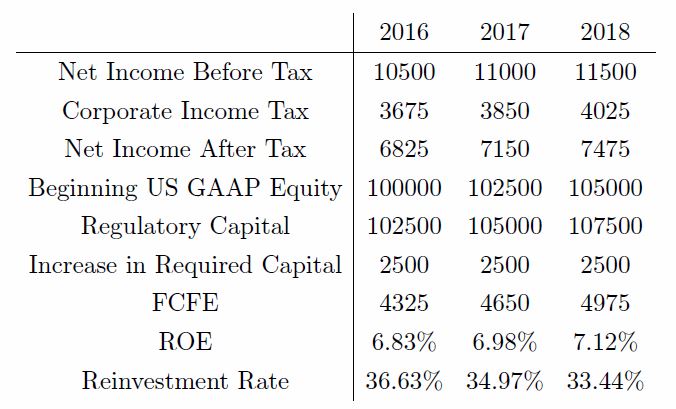 2016 2017 2018
Net Income Before Tax 10500 11000 11500
Corporate Income Tax 3675 3850 4025
Net Income After Tax 6825 7150 7475
Beginning US GAAP Equity 100000 102500 105000
Regulatory Capital 102500 105000 107500
Increase in Required Capital 2500 2500 2500
FCFE 4325 4650 4975
ROE 6.83% 6.98% 7.12%
Reinvestment Rate 36.63% 34.97% 33.44%